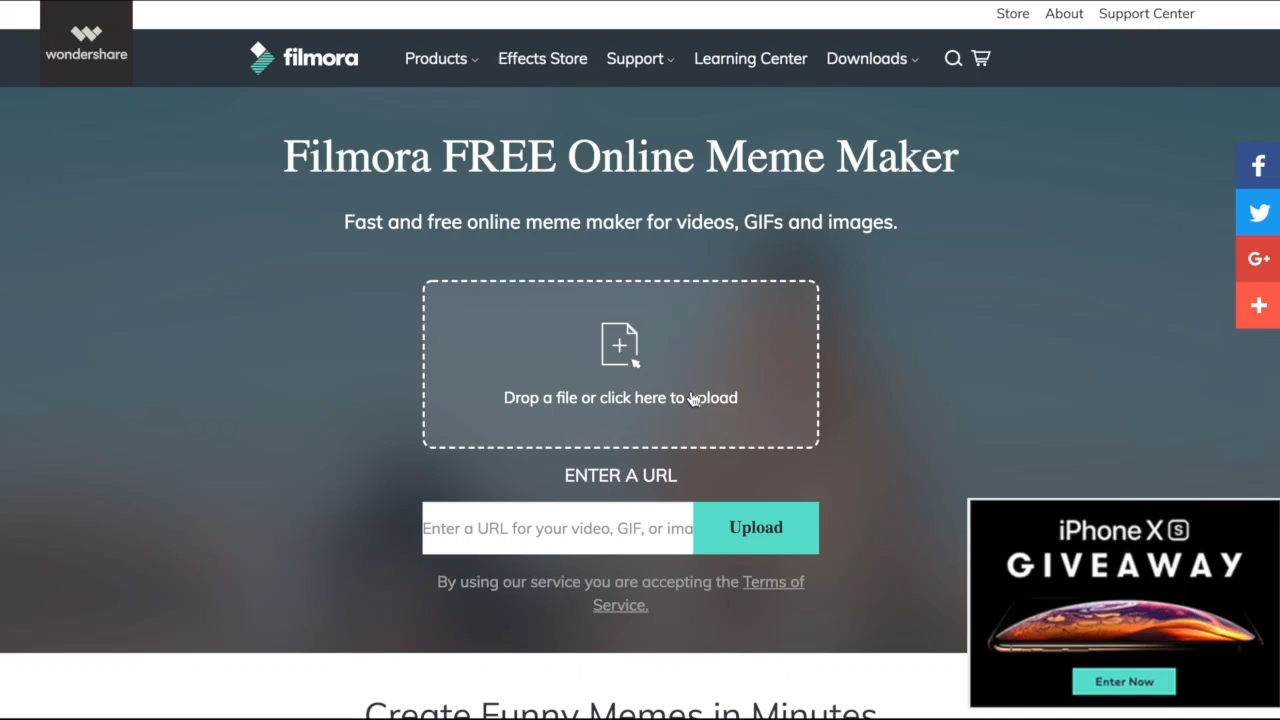 Store About Support Center
wondershare
filmora Products Effects Store Support Learning Center Downloads
Filmora FREE Online Meme Maker
Fast and free online meme maker for videos, GIFs and images.
Drop a file or click here to upload
ENTER A URL
Enter a URL for your video, GIF, or ima
Upload
By using our service you are accepting the Terms of
Service.
iPhone XS
GIVEAWAY
Enter Now
Create Funny Memes in Minutes